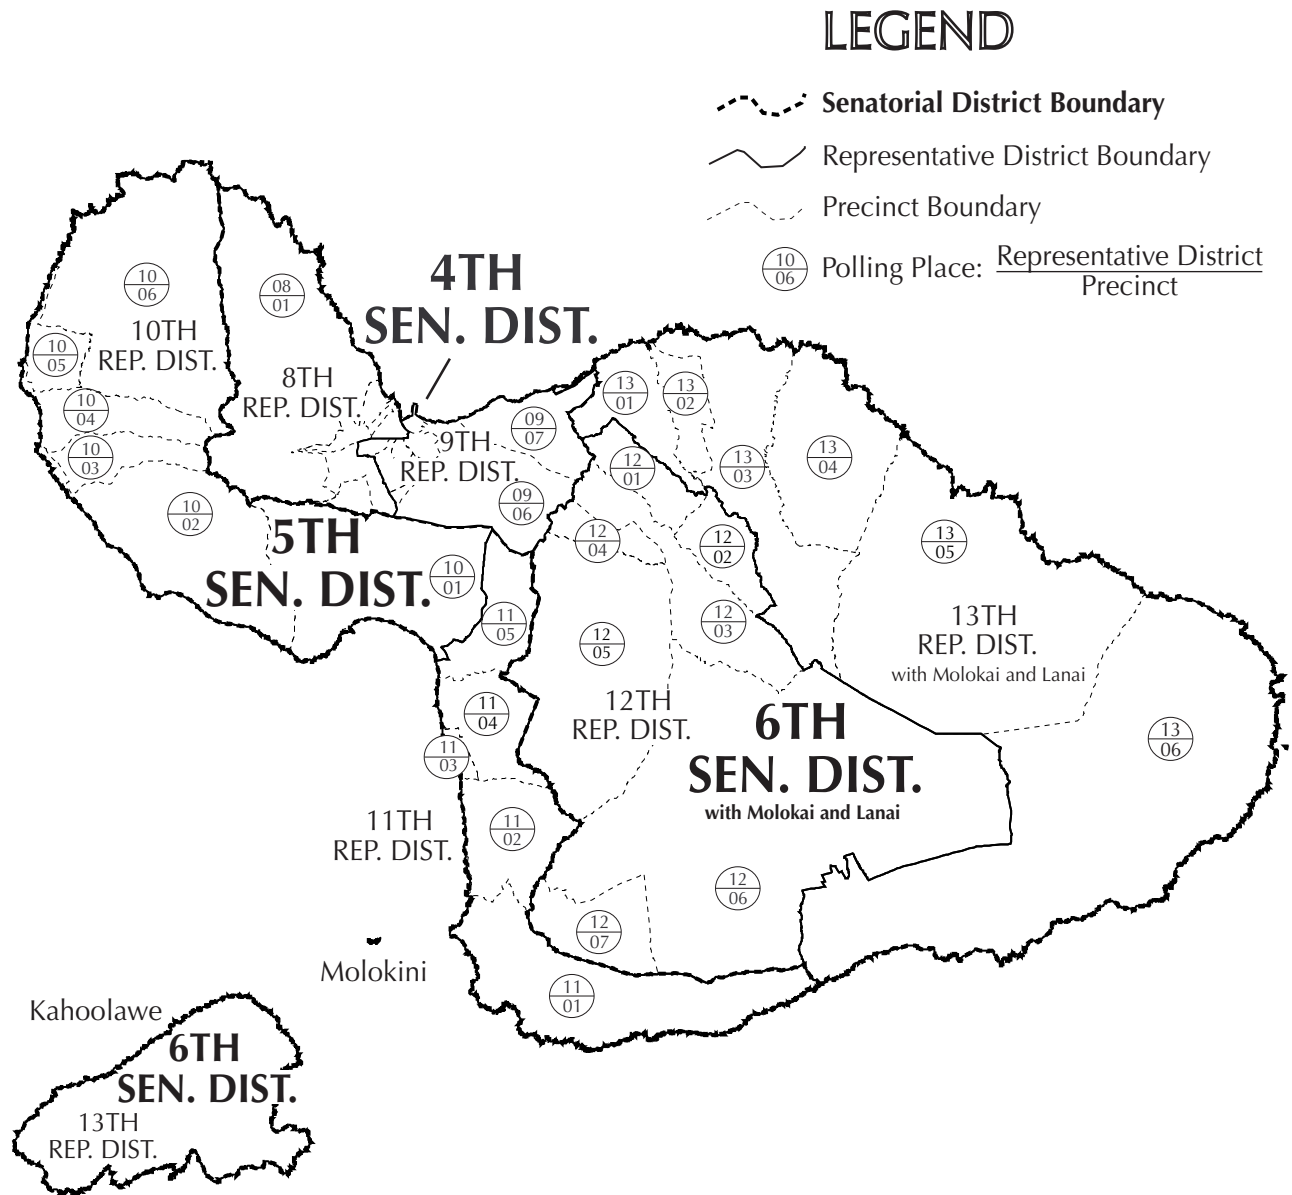 LEGEND
Senatorial District Boundary
Representative District Boundary
Precinct Boundary
10
06
Polling Place: Representative District
Precinct
4TH
SEN. DIST.
10
06
08
01
10TH
REP. DIST.
10
05
8TH
REP. DIST.
10
04
10
03
10
02
9TH
REP. DIST.
09
07
09
06
13
01
13
02
13
03
13
04
12
01
12
02
12
04
12
03
5TH
SEN. DIST.
10
01
11
05
12
05
13
05
13TH
REP. DIST.
with Molokai and Lanai
12TH
REP. DIST.
6TH
SEN. DIST.
with Molokai and Lanai
11
04
11
03
13
06
11TH
REP. DIST.
11
02
12
06
12
07
11
01
Molokini
Kahoolawe
6TH
SEN. DIST.
13TH
REP. DIST.